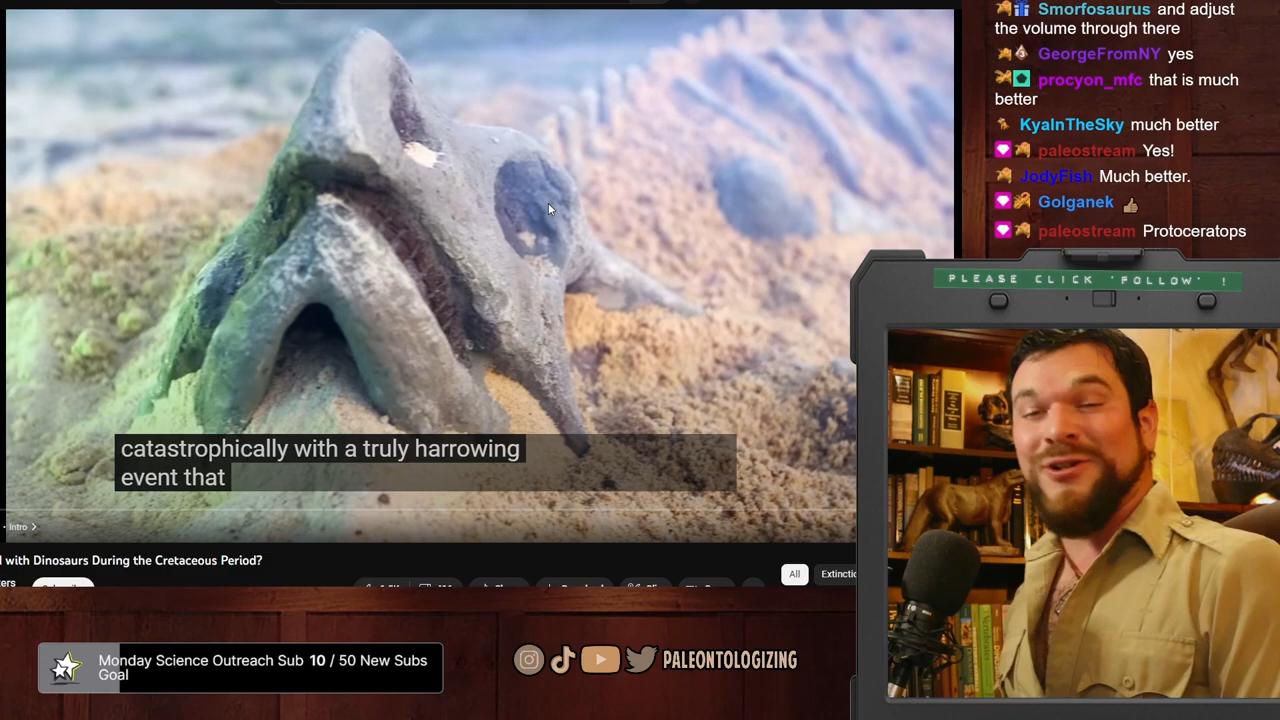 Smorfosaurus and adjust
the volume through there
GeorgeFromNY yes
procyon_mfc that is much
better
KyaInTheSky much better
paleostream Yes!
JodyFish Much better.
Golganek
paleostream Protoceratops
PLEASE CLICK 'FOLLOW' !
catastrophically with a truly harrowing
event that
• Intro >
with Dinosaurs During the Cretaceous Period?
All
Monday Science Outreach Sub 10 / 50 New Subs
Goal
PALEONTOLOGIZING